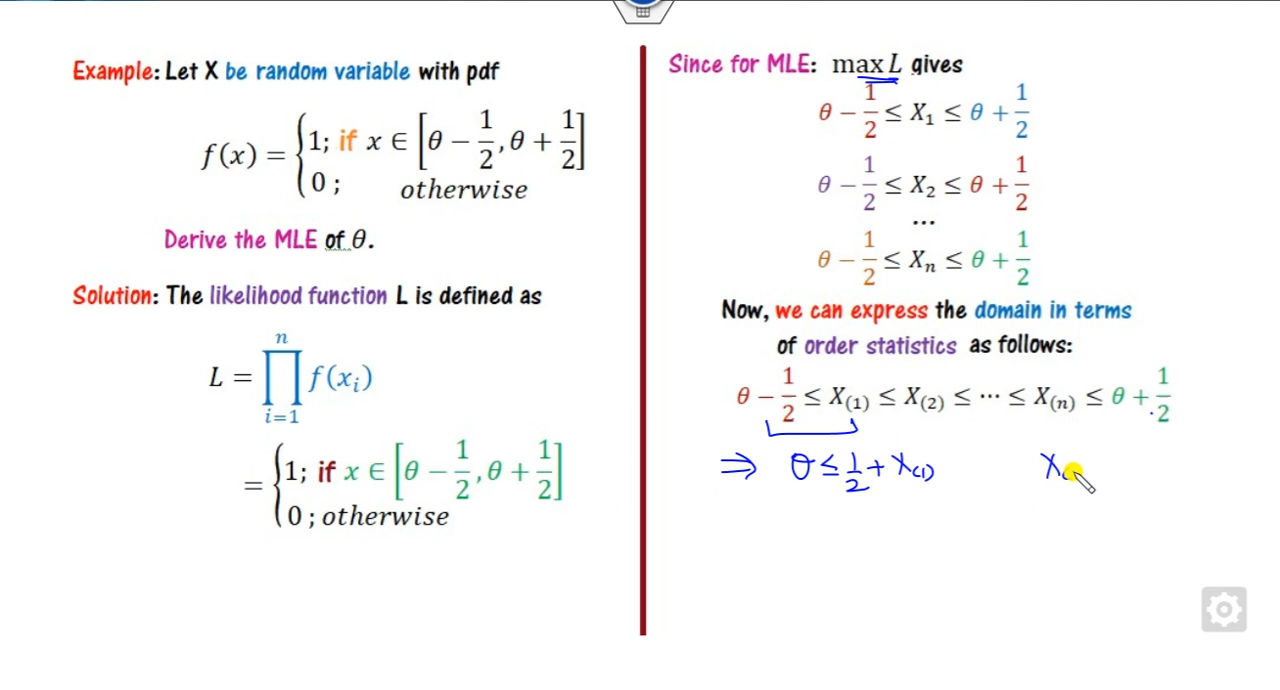 Example: Let X be random variable with pdf
f(x) = {1; if x ∈ [θ − 1/2, θ + 1/2]
0 ; otherwise
Derive the MLE of θ.
Solution: The likelihood function L is defined as
L = ∏_{i=1}^{n} f(x_i)
= {1; if x ∈ [θ − 1/2, θ + 1/2]
0 ; otherwise
Since for MLE: max L gives
θ − 1/2 ≤ X_1 ≤ θ + 1/2
θ − 1/2 ≤ X_2 ≤ θ + 1/2
...
θ − 1/2 ≤ X_n ≤ θ + 1/2
Now, we can express the domain in terms
of order statistics as follows:
θ − 1/2 ≤ X_(1) ≤ X_(2) ≤ ⋯ ≤ X_(n) ≤ θ + 1/2
⇒ θ ≤ 1/2 + X_(1) X